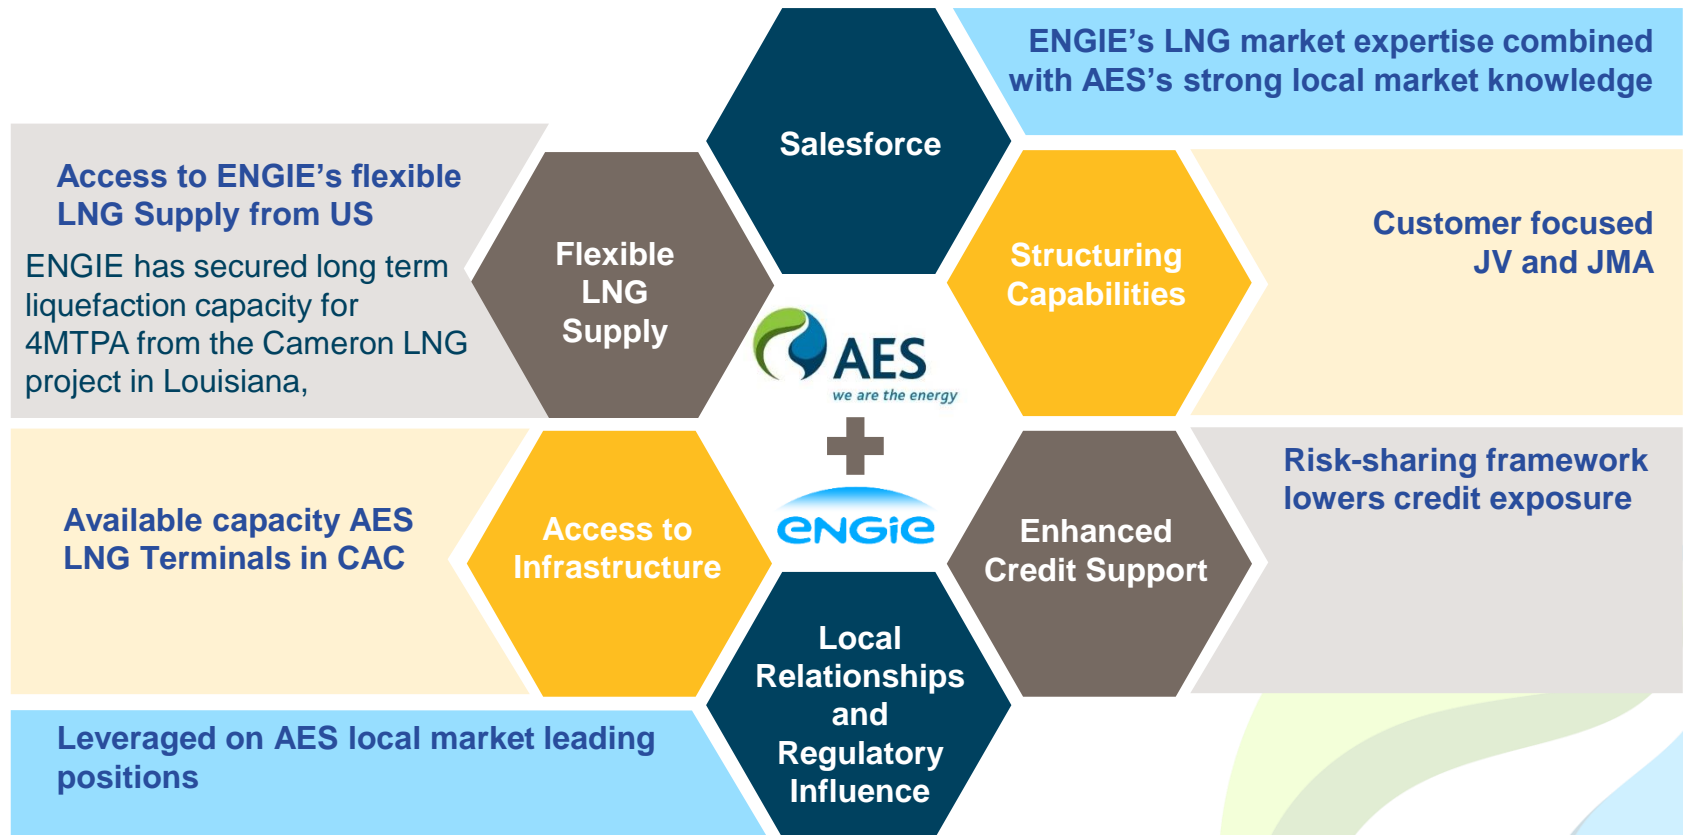 Salesforce
ENGIE’s LNG market expertise combined
with AES’s strong local market knowledge
Access to ENGIE’s flexible
LNG Supply from US
ENGIE has secured long term
liquefaction capacity for
4MTPA from the Cameron LNG
project in Louisiana,
Flexible
LNG
Supply
Structuring
Capabilities
Customer focused
JV and JMA
AES
we are the energy
+
ENGiE
Available capacity AES
LNG Terminals in CAC
Access to
Infrastructure
Enhanced
Credit Support
Risk-sharing framework
lowers credit exposure
Leveraged on AES local market leading
positions
Local
Relationships
and
Regulatory
Influence